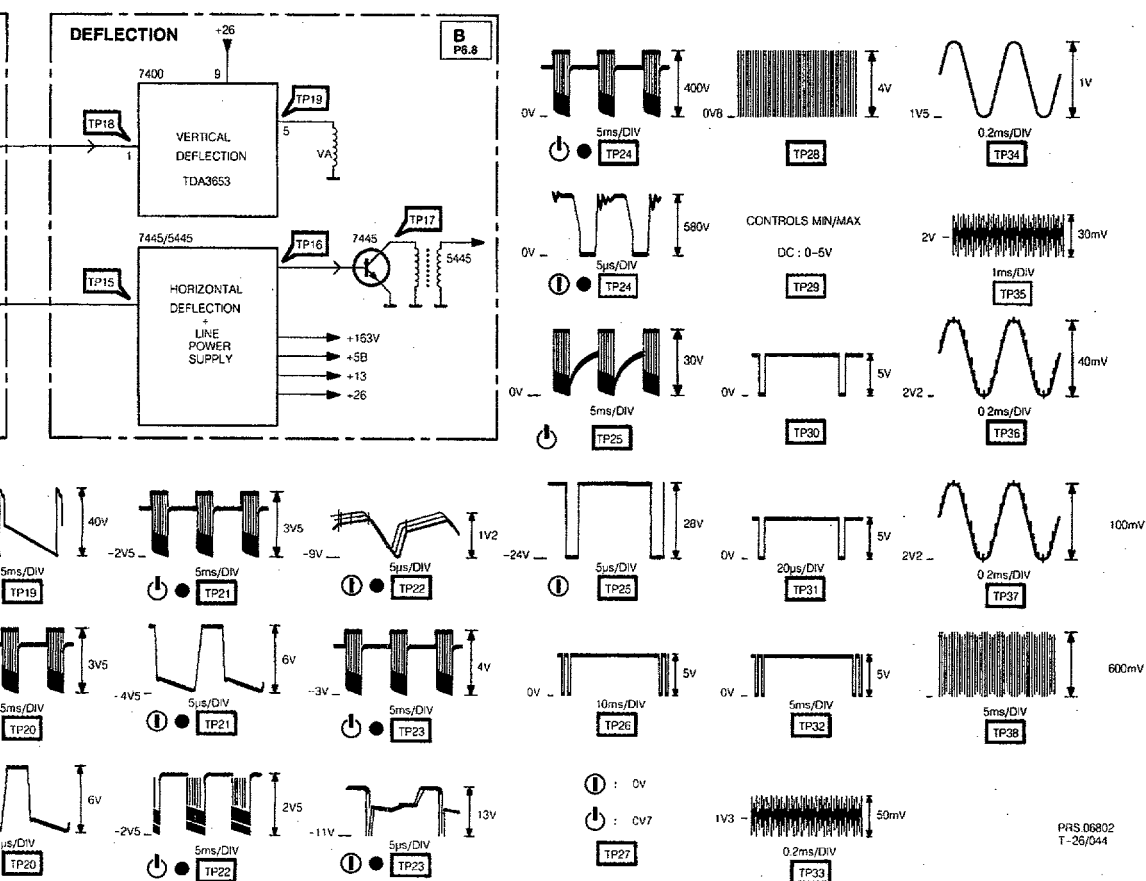 DEFLECTION
+26
B
P6.8
7400
9
TP18
TP19
1
5
VERTICAL
DEFLECTION
TDA3653
VA
7445/5445
TP16
7445
TP17
5445
TP15
HORIZONTAL
DEFLECTION
+
LINE
POWER
SUPPLY
+163V
+5B
+13
+26
400V
0V
5ms/DIV
TP24
4V
0V8
TP28
1V
1V5
0.2ms/DIV
TP34
580V
0V
5µs/DIV
TP24
CONTROLS MIN/MAX
DC : 0-5V
TP29
2V
30mV
1ms/DIV
TP35
30V
0V
5ms/DIV
TP25
5V
0V
TP30
40mV
2V2
0.2ms/DIV
TP36
40V
5ms/DIV
TP19
3V5
-2V5
5ms/DIV
TP21
1V2
-9V
5µs/DIV
TP22
28V
-24V
5µs/DIV
TP25
5V
0V
20µs/DIV
TP31
100mV
2V2
0.2ms/DIV
TP37
3V5
5ms/DIV
TP20
6V
-4V5
5µs/DIV
TP21
4V
-3V
5ms/DIV
TP23
5V
0V
10ms/DIV
TP26
5V
0V
5ms/DIV
TP32
600mV
5ms/DIV
TP38
6V
µs/DIV
TP20
2V5
-2V5
5ms/DIV
TP22
13V
-11V
5µs/DIV
TP23
: 0V
: 0V7
TP27
1V3
50mV
0.2ms/DIV
TP33
PRS.06802
T-26/044